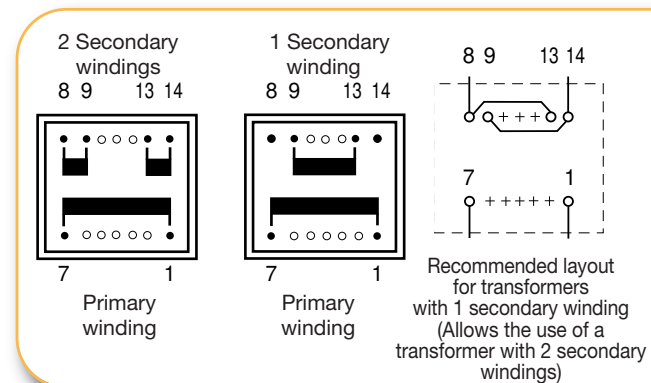 2 Secondary
windings
8 9 13 14
7 1
Primary
winding
1 Secondary
winding
8 9 13 14
7 1
Primary
winding
8 9 13 14
+ + +
7 1
+ + + + +
Recommended layout
for transformers
with 1 secondary winding
(Allows the use of a
transformer with 2 secondary
windings)